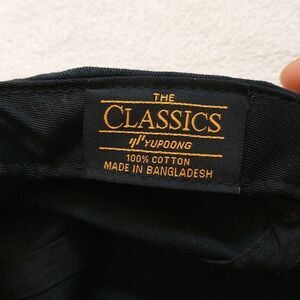 THE
CLASSICS
YUPOONG
100% COTTON
MADE IN BANGLADESH